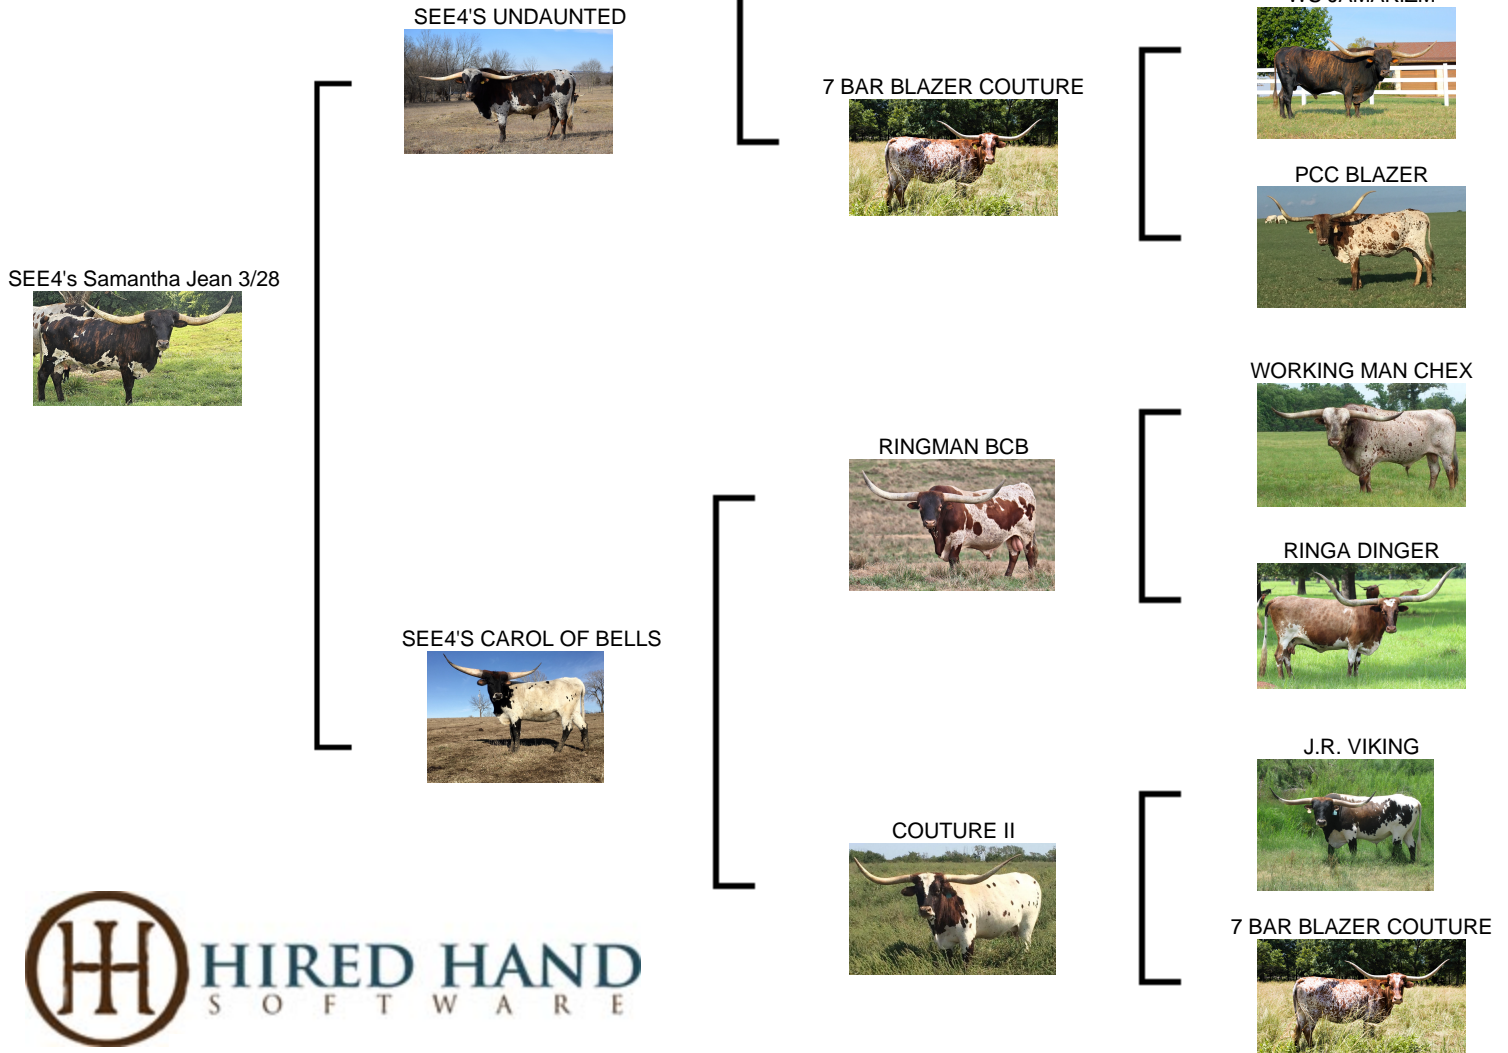 SEE4'S UNDAUNTED
7 BAR BLAZER COUTURE
PCC BLAZER
SEE4's Samantha Jean 3/28
WORKING MAN CHEX
RINGMAN BCB
RINGA DINGER
SEE4'S CAROL OF BELLS
J.R. VIKING
COUTURE II
7 BAR BLAZER COUTURE
HIRED HAND
SOFTWARE